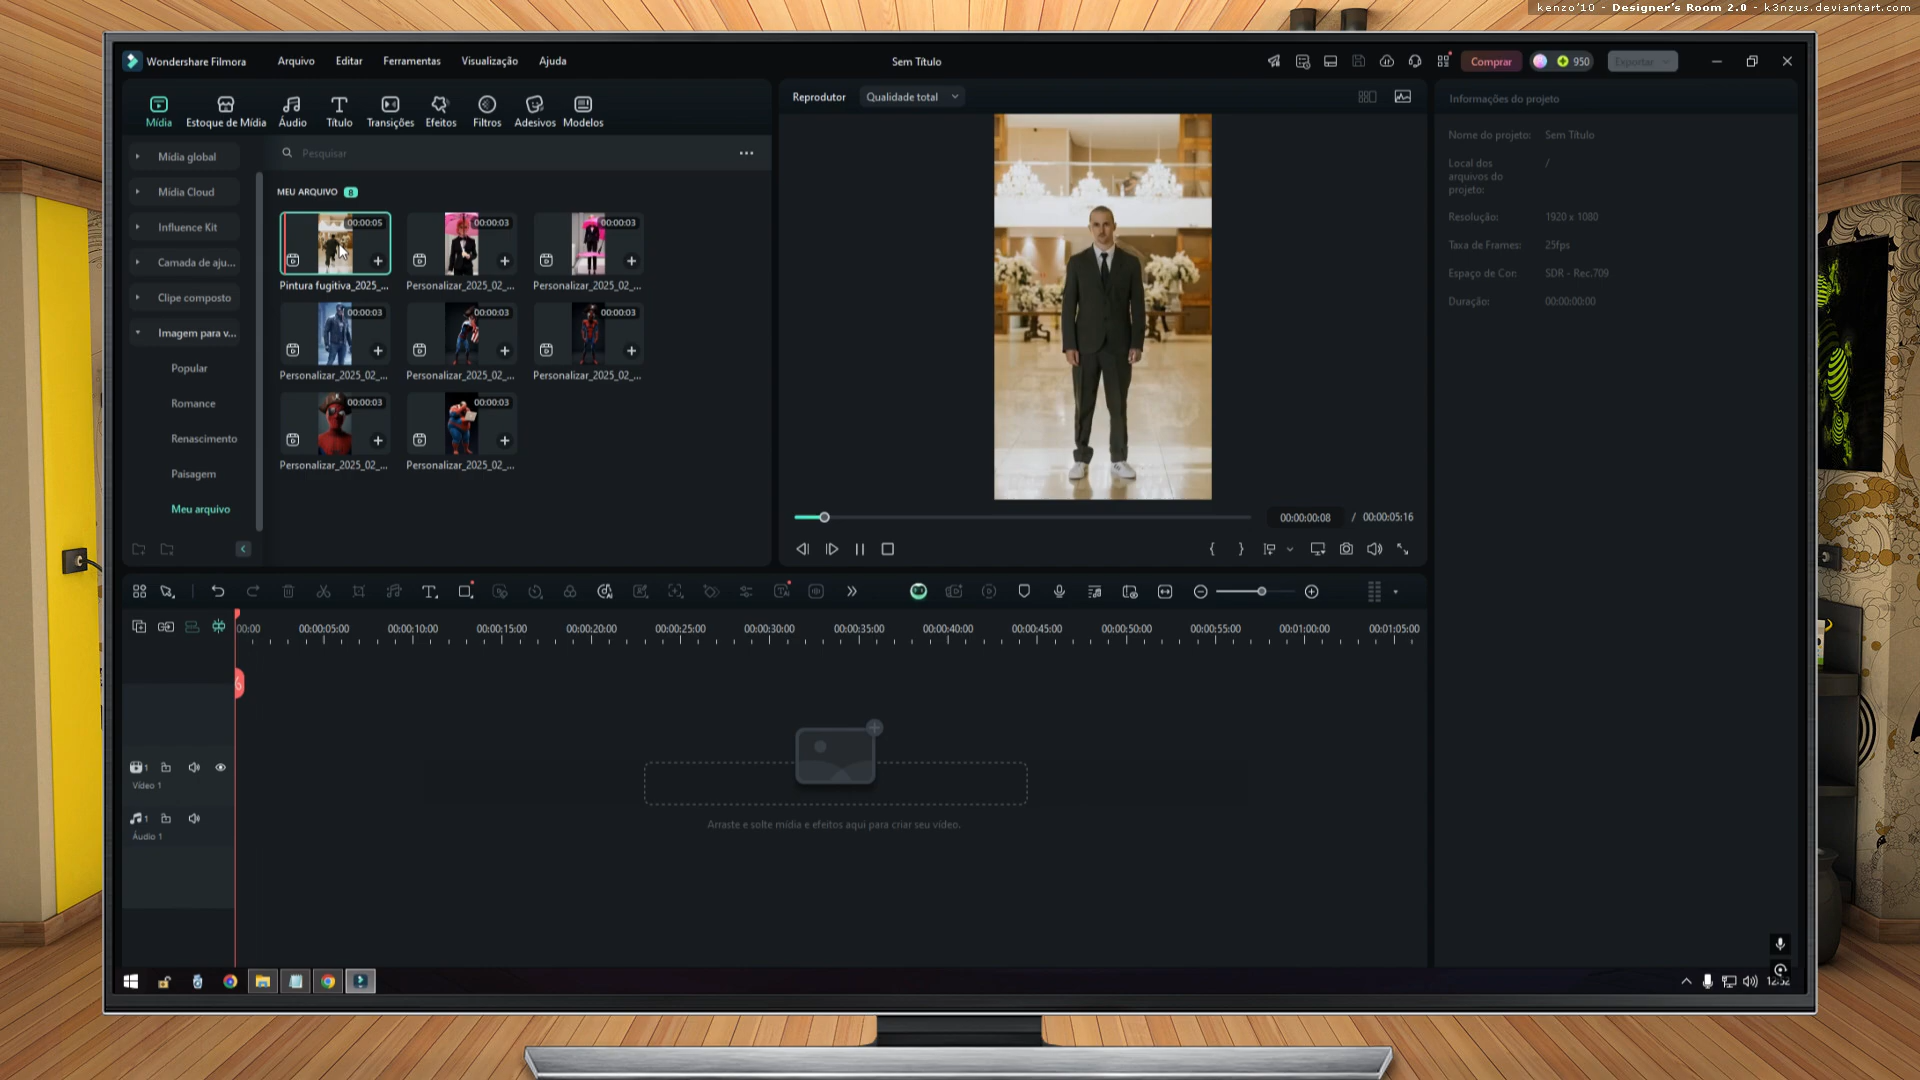 kenzo'10 - Designer's Room 2.0 - k3nzus.deviantart.com
Wondershare Filmora
Arquivo
Editar
Ferramentas
Visualização
Ajuda
Sem Título
Comprar
950
Exportar
Mídia
Estoque de Mídia
Áudio
Título
Transições
Efeitos
Filtros
Adesivos
Modelos
Mídia global
Mídia Cloud
Influence Kit
Camada de aju...
Clipe composto
Imagem para v...
Popular
Romance
Renascimento
Paisagem
Meu arquivo
Pesquisar
MEU ARQUIVO 8
00:00:05
00:00:03
00:00:03
Pintura fugitiva_2025_...
Personalizar_2025_02_...
Personalizar_2025_02_...
00:00:03
00:00:03
00:00:03
Personalizar_2025_02_...
Personalizar_2025_02_...
Personalizar_2025_02_...
00:00:03
00:00:03
Personalizar_2025_02_...
Personalizar_2025_02_...
Reprodutor
Qualidade total
00:00:00:08 / 00:00:05:16
Informações do projeto
Nome do projeto: Sem Título
Local dos arquivos do projeto: /
Resolução: 1920 x 1080
Taxa de Frames: 25fps
Espaço de Cor: SDR - Rec.709
Duração: 00:00:00:00
00:00
00:00:05:00
00:00:10:00
00:00:15:00
00:00:20:00
00:00:25:00
00:00:30:00
00:00:35:00
00:00:40:00
00:00:45:00
00:00:50:00
00:00:55:00
00:01:00:00
00:01:05:00
1
Vídeo 1
1
Áudio 1
Arraste e solte mídia e efeitos aqui para criar seu vídeo.
12:52